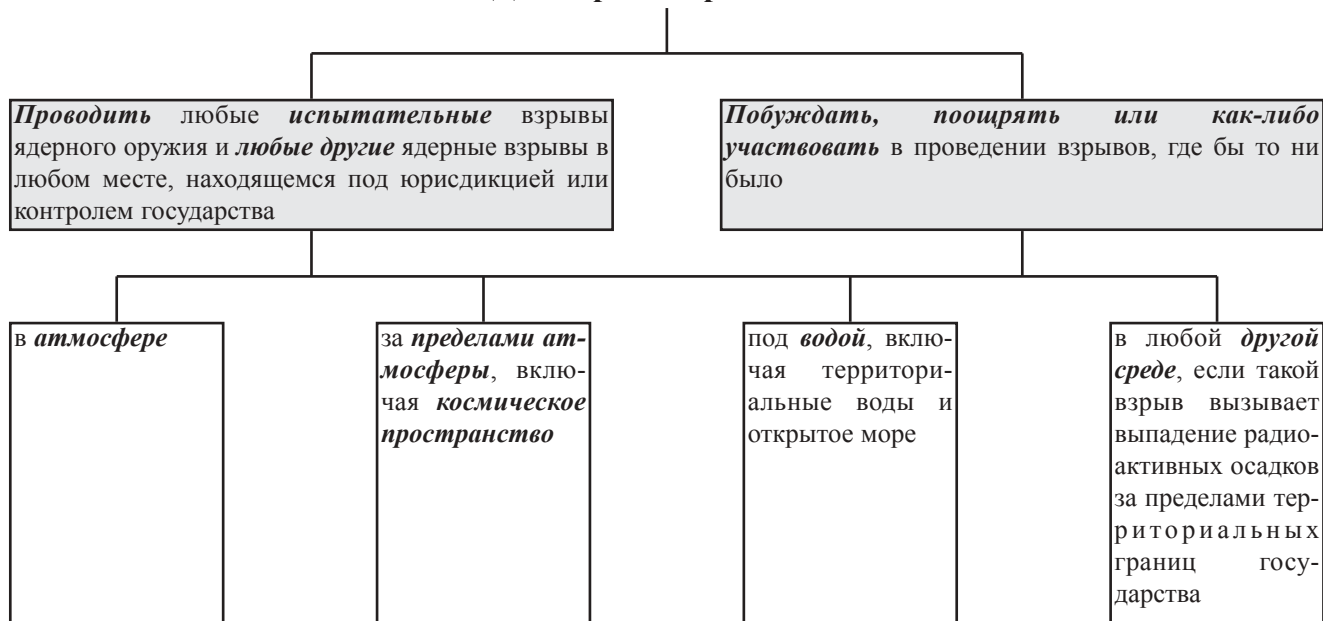 Проводить любые испытательные взрывы
ядерного оружия и любые другие ядерные взрывы в
любом месте, находящемся под юрисдикцией или
контролем государства
Побуждать, поощрять или как-либо
участвовать в проведении взрывов, где бы то ни
было
в атмосфере
за пределами ат-
мосферы, вклю-
чая космическое
пространство
под водой, вклю-
чая территори-
альные воды и
открытое море
в любой другой
среде, если такой
взрыв вызывает
выпадение радио-
активных осадков
за пределами тер-
риториальных
границ госу-
дарства